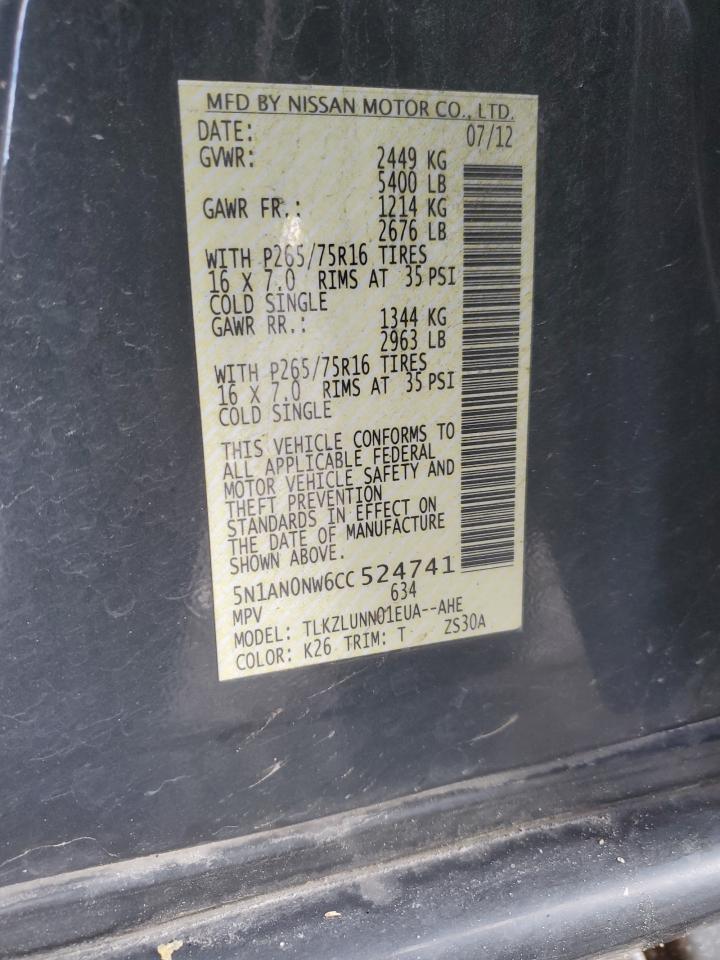 MFD BY NISSAN MOTOR CO., LTD.
DATE: 07/12
GVWR: 2449 KG
5400 LB
GAWR FR.: 1214 KG
2676 LB
WITH P265/75R16 TIRES
16 X 7.0 RIMS AT 35 PSI
COLD SINGLE
GAWR RR.: 1344 KG
2963 LB
WITH P265/75R16 TIRES
16 X 7.0 RIMS AT 35 PSI
COLD SINGLE
THIS VEHICLE CONFORMS TO
ALL APPLICABLE FEDERAL
MOTOR VEHICLE SAFETY AND
THEFT PREVENTION
STANDARDS IN EFFECT ON
THE DATE OF MANUFACTURE
SHOWN ABOVE.
5N1AN0NW6CC 524741
MPV 634
MODEL: TLKZLUNN01EUA--AHE
COLOR: K26 TRIM: T ZS30A